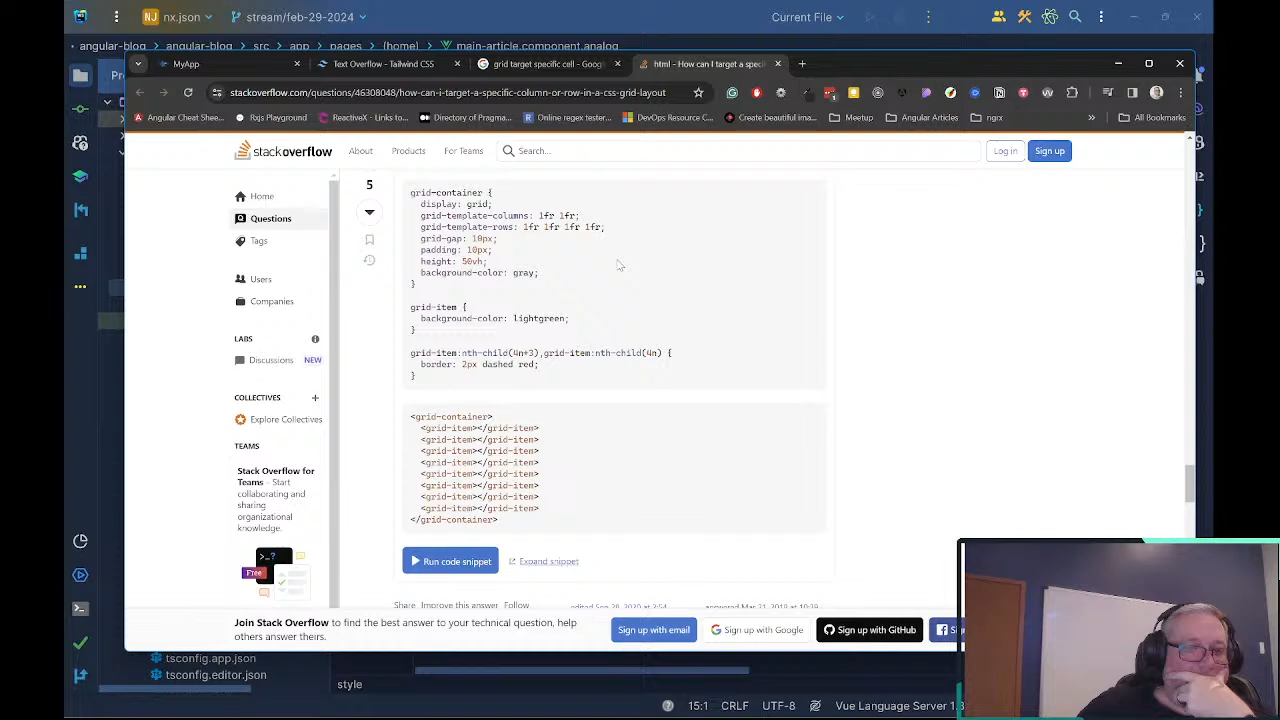 NJ nx.json stream/feb-29-2024 Current File
angular-blog angular-blog src app pages (home) main-article.component.analog
Pr
MyApp Text Overflow - Tailwind CSS grid target specific cell - Goog html - How can I target a speci
stackoverflow.com/questions/46308048/how-can-i-target-a-specific-column-or-row-in-a-css-grid-layout
Angular Cheat Shee... Rxjs Playground ReactiveX - Links to... Directory of Pragma... Online regex tester... DevOps Resource C... Create beautiful ima... Meetup Angular Articles ngrx » All Bookmarks
stackoverflow About Products For Teams Search... Log in Sign up
Home
Questions
Tags
Users
Companies
LABS
Discussions NEW
COLLECTIVES
Explore Collectives
TEAMS
Stack Overflow for
Teams – Start
collaborating and
sharing
organizational
knowledge.
>_?
Free
5
grid-container {
display: grid;
grid-template-columns: 1fr 1fr;
grid-template-rows: 1fr 1fr 1fr 1fr;
grid-gap: 10px;
padding: 10px;
height: 50vh;
background-color: gray;
}
grid-item {
background-color: lightgreen;
}
grid-item:nth-child(4n+3),grid-item:nth-child(4n) {
border: 2px dashed red;
}
<grid-container>
<grid-item></grid-item>
<grid-item></grid-item>
<grid-item></grid-item>
<grid-item></grid-item>
<grid-item></grid-item>
<grid-item></grid-item>
<grid-item></grid-item>
<grid-item></grid-item>
</grid-container>
Run code snippet Expand snippet
Share Improve this answer Follow
Join Stack Overflow to find the best answer to your technical question, help
others answer theirs.
Sign up with email Sign up with Google Sign up with GitHub
tsconfig.app.json
tsconfig.editor.json
style
15:1 CRLF UTF-8 Vue Language Server